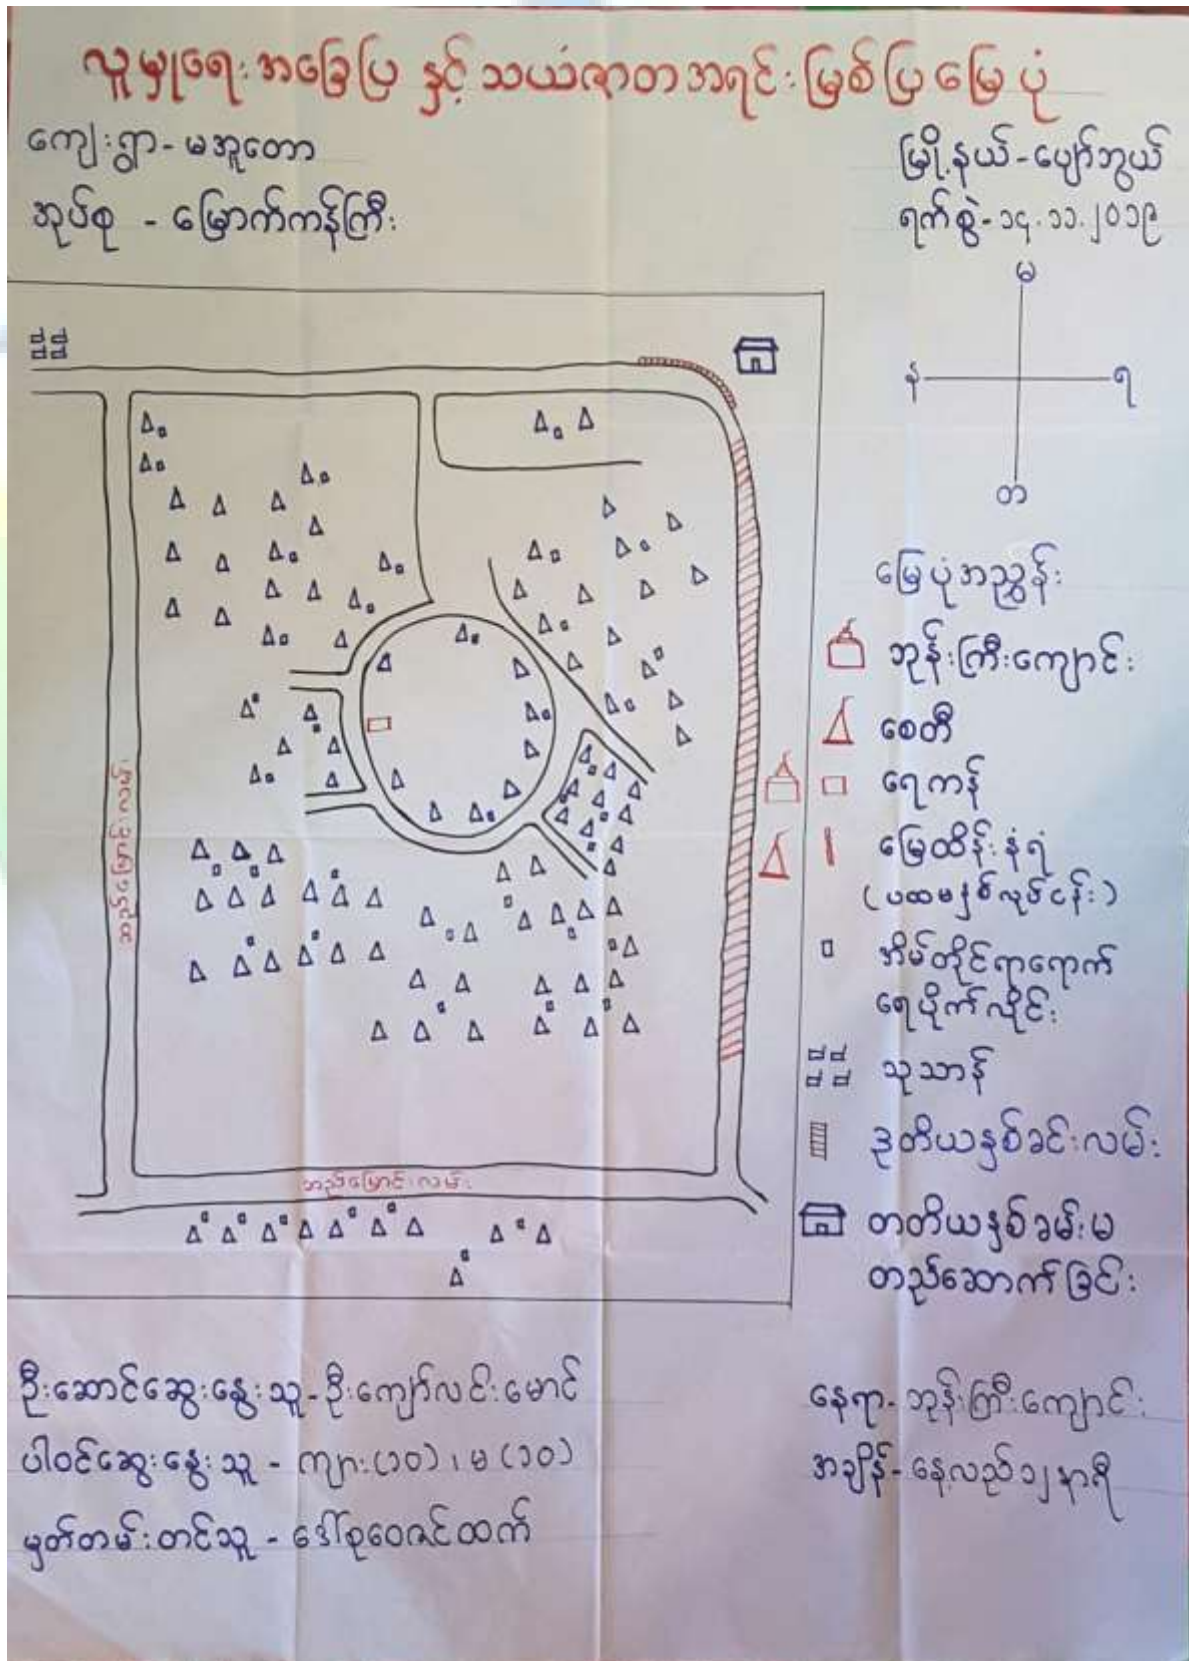 လူမှုရေးအခြေပြ နှင့် သယံဇာတအရင်းမြစ်ပြမြေပုံ
ကျေးရွာ - မအူတော
မြို့နယ် - ပျော်ဘွယ်
အုပ်စု - မြောက်ကန်ကြီး
ရက်စွဲ - ၁၄.၁၁.၂၀၁၉
မ
န
ရ
တ
မြေပုံအညွှန်း
ဘုန်းကြီးကျောင်း
စေတီ
ရေကန်
မြေထိန်းနံရံ
(ပထမနှစ်လုပ်ငန်း)
အိမ်တိုင်ရာရောက်
ရေပိုက်လိုင်း
သုသာန်
ဒုတိယနှစ်ခင်းလမ်း
တတိယနှစ်ခမ်းမ
တည်ဆောက်ခြင်း
ဘည်မြောင်းလမ်း
ဦးဆောင်ဆွေးနွေးသူ - ဦးကျော်လင်းမောင်
နေရာ - ဘုန်းကြီးကျောင်း
ပါဝင်ဆွေးနွေးသူ - ကျား(၁၀)၊ မ(၁၀)
အချိန် - နေ့လည်၁၂နာရီ
မှတ်တမ်းတင်သူ - ဒေါ်စုဝေဇင်ထက်